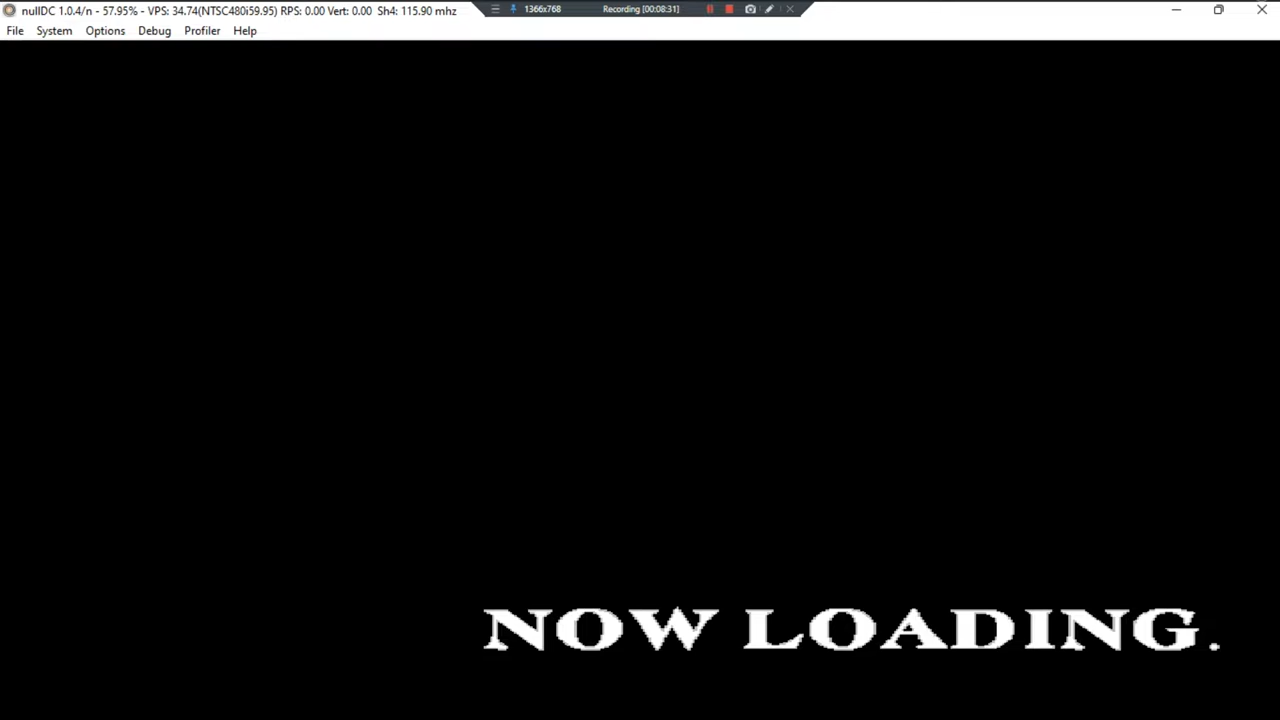 nullDC 1.0.4/n - 57.95% - VPS: 34.74(NTSC480i59.95) RPS: 0.00 Vert: 0.00 Sh4: 115.90 mhz
1366x768 Recording [00:08:31]
File System Options Debug Profiler Help
NOW LOADING.